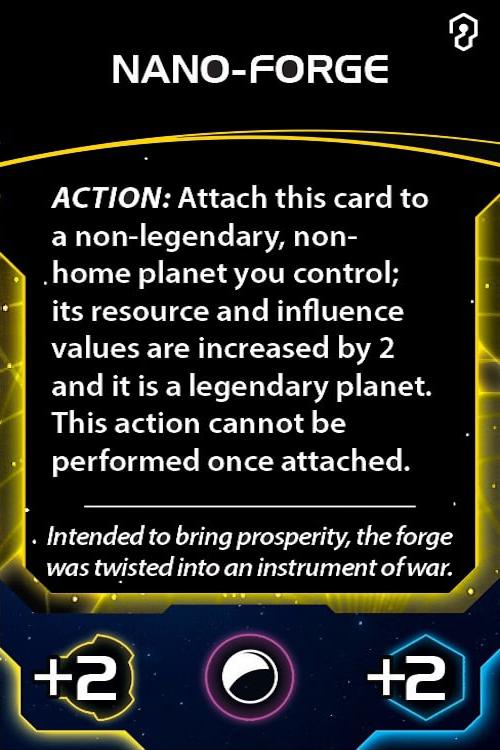 NANO-FORGE
ACTION: Attach this card to
a non-legendary, non-
home planet you control;
its resource and influence
values are increased by 2
and it is a legendary planet.
This action cannot be
performed once attached.
Intended to bring prosperity, the forge
was twisted into an instrument of war.
+2 +2